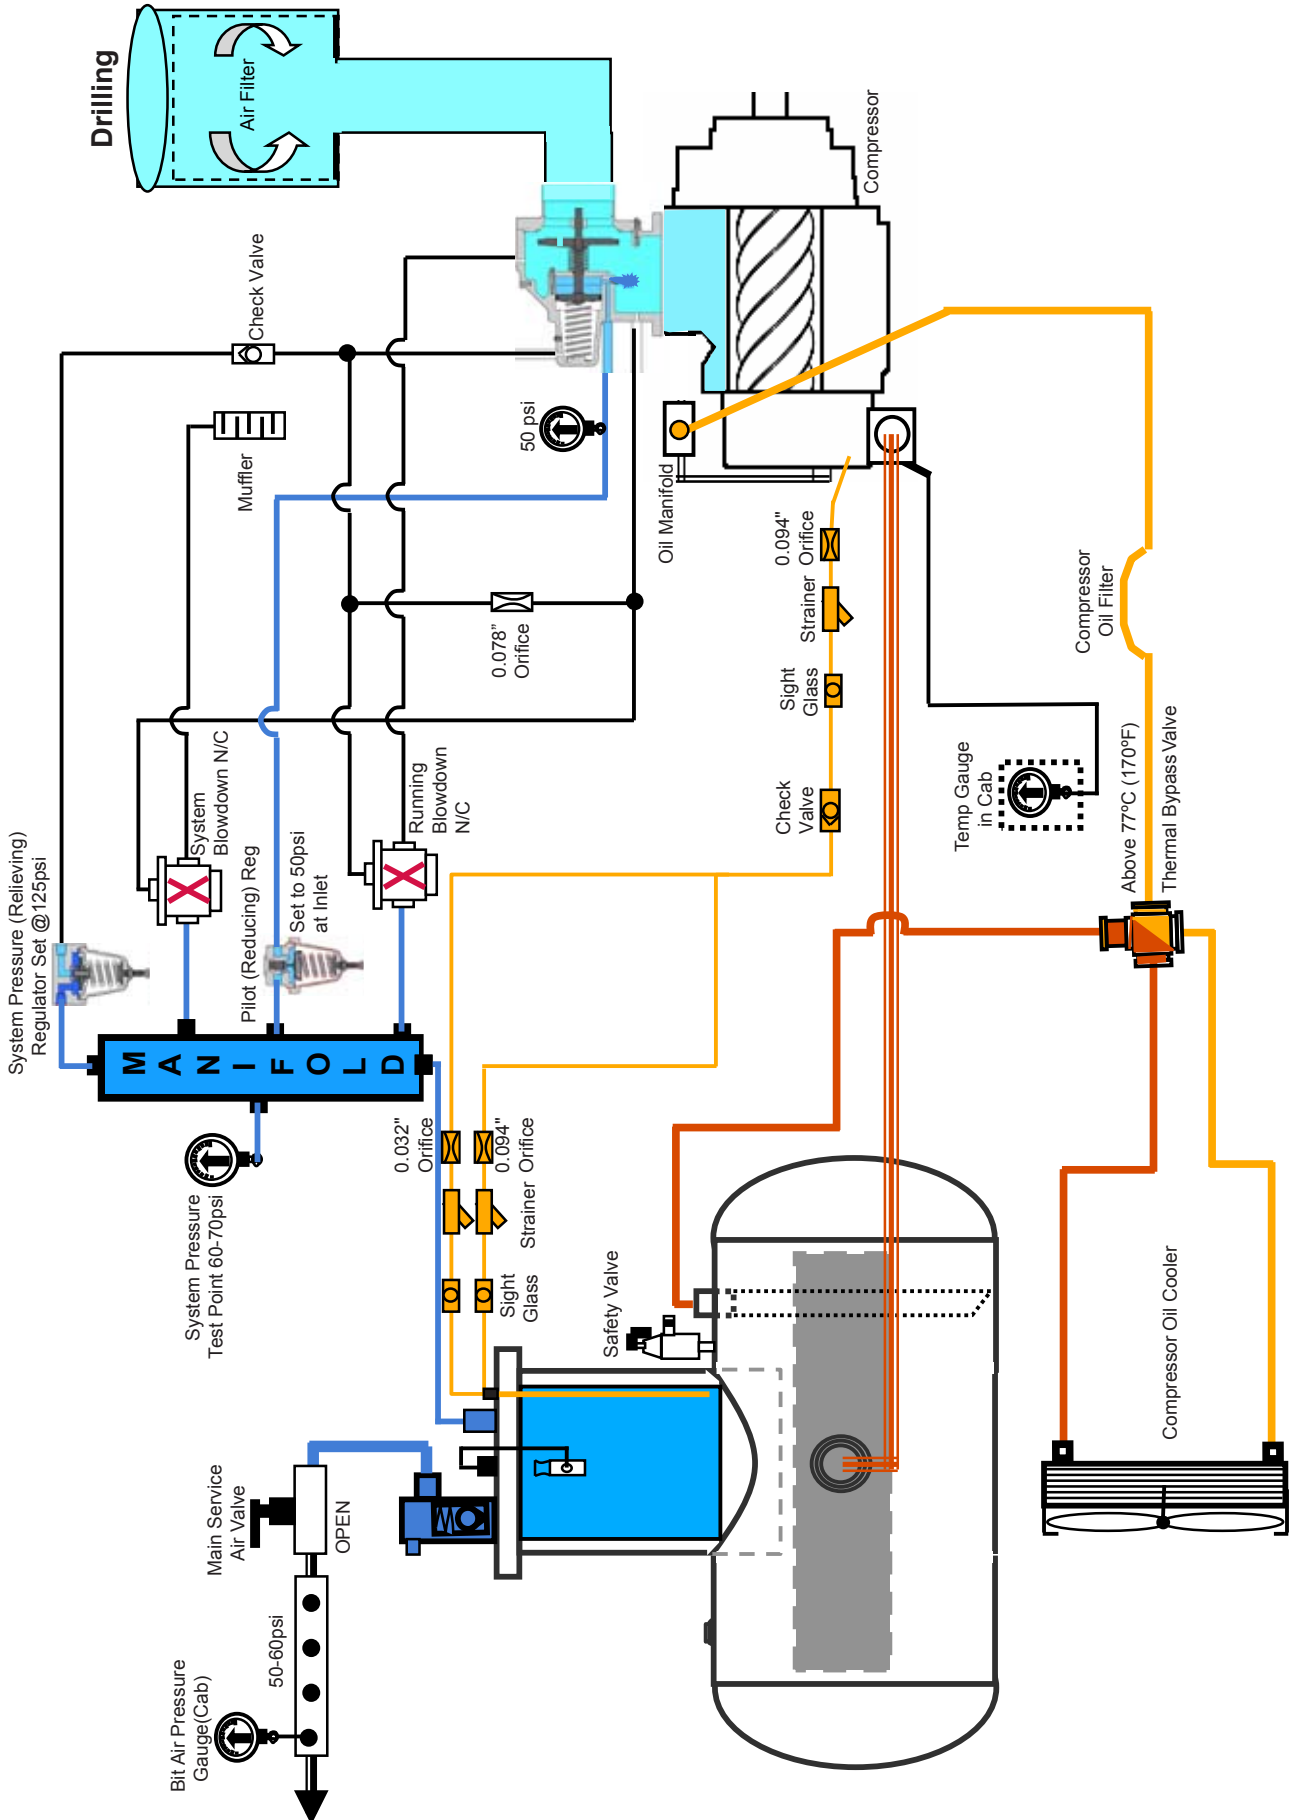 Drilling
Air Filter
Check Valve
Muffler
50 psi
Compressor
Oil Manifold
0.078”
Orifice
0.094"
Orifice
Strainer
Sight
Glass
Check
Valve
Compressor
Oil Filter
Temp Gauge
in Cab
Above 77ºC (170ºF)
Thermal Bypass Valve
System Pressure (Relieving)
Regulator Set @125psi
System
Blowdown N/C
Pilot (Reducing) Reg
Set to 50psi
at Inlet
Running
Blowdown
N/C
MANIFOLD
System Pressure
Test Point 60-70psi
0.032"
Orifice
0.094"
Orifice
Strainer
Sight
Glass
Safety Valve
Compressor Oil Cooler
Main Service
Air Valve
OPEN
50-60psi
Bit Air Pressure
Gauge(Cab)